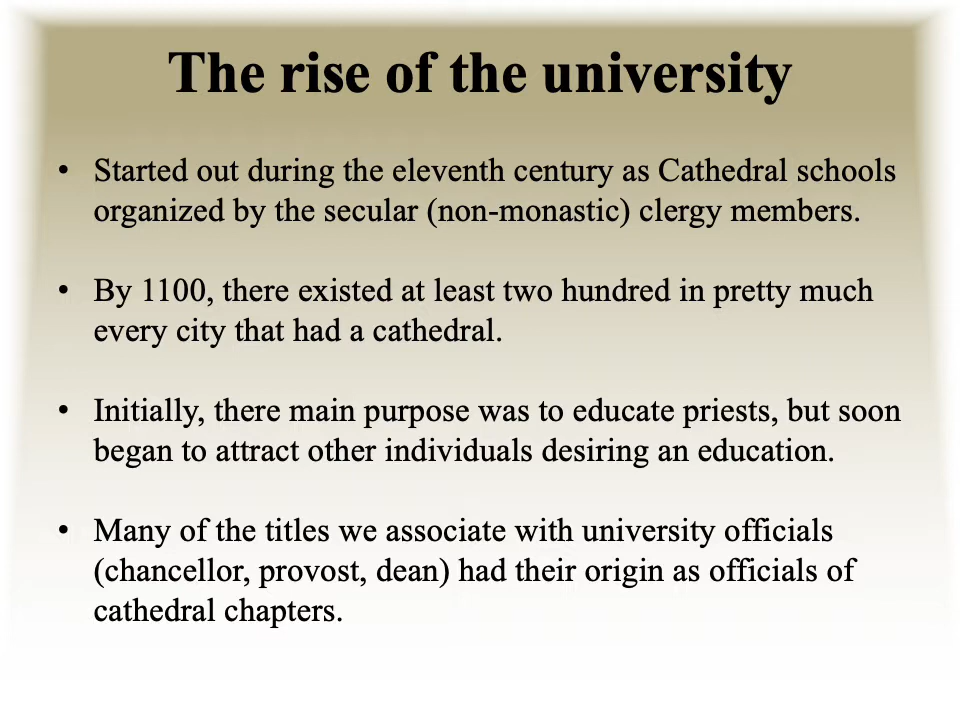 The rise of the university
• Started out during the eleventh century as Cathedral schools
organized by the secular (non-monastic) clergy members.
• By 1100, there existed at least two hundred in pretty much
every city that had a cathedral.
• Initially, there main purpose was to educate priests, but soon
began to attract other individuals desiring an education.
• Many of the titles we associate with university officials
(chancellor, provost, dean) had their origin as officials of
cathedral chapters.